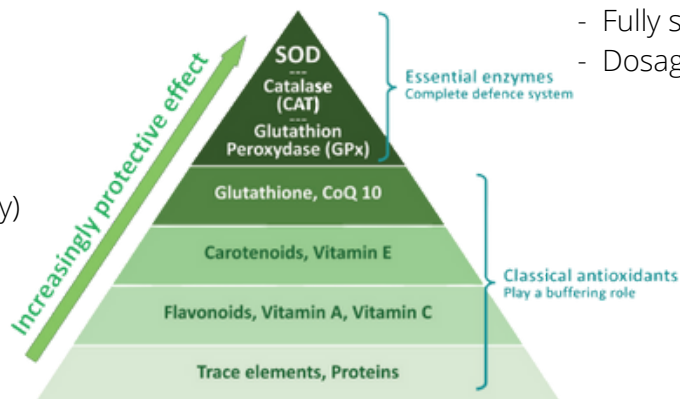 - Fully s
- Dosag
y)
Increasingly protective effect
SOD
---
Catalase
(CAT)
---
Glutathion
Peroxydase (GPx)
Essential enzymes
Complete defence system
Glutathione, CoQ 10
Carotenoids, Vitamin E
Flavonoids, Vitamin A, Vitamin C
Trace elements, Proteins
Classical antioxidants
Play a buffering role